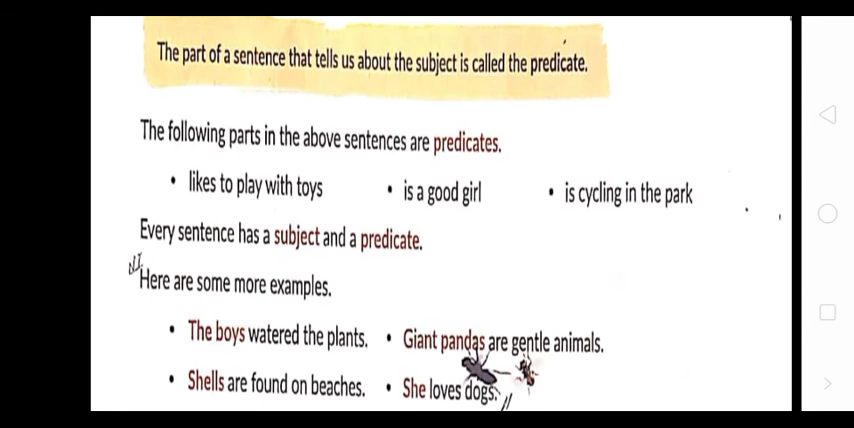 The part of a sentence that tells us about the subject is called the predicate.
The following parts in the above sentences are predicates.
• likes to play with toys • is a good girl • is cycling in the park
Every sentence has a subject and a predicate.
Here are some more examples.
• The boys watered the plants. • Giant pandas are gentle animals.
• Shells are found on beaches. • She loves dogs.